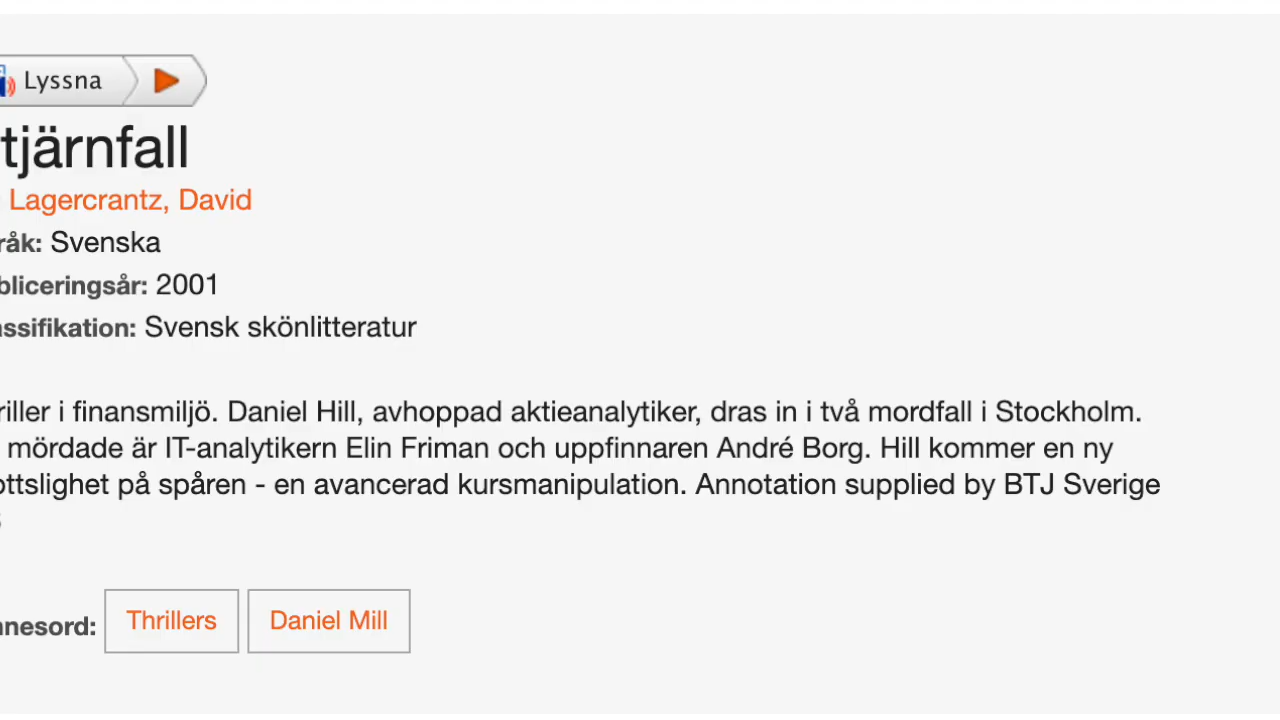 Lyssna
tjärnfall
Lagercrantz, David
råk: Svenska
bliceringsår: 2001
assifikation: Svensk skönlitteratur
riller i finansmiljö. Daniel Hill, avhoppad aktieanalytiker, dras in i två mordfall i Stockholm.
mördade är IT-analytikern Elin Friman och uppfinnaren André Borg. Hill kommer en ny
ottslighet på spåren - en avancerad kursmanipulation. Annotation supplied by BTJ Sverige
nnesord: Thrillers Daniel Mill